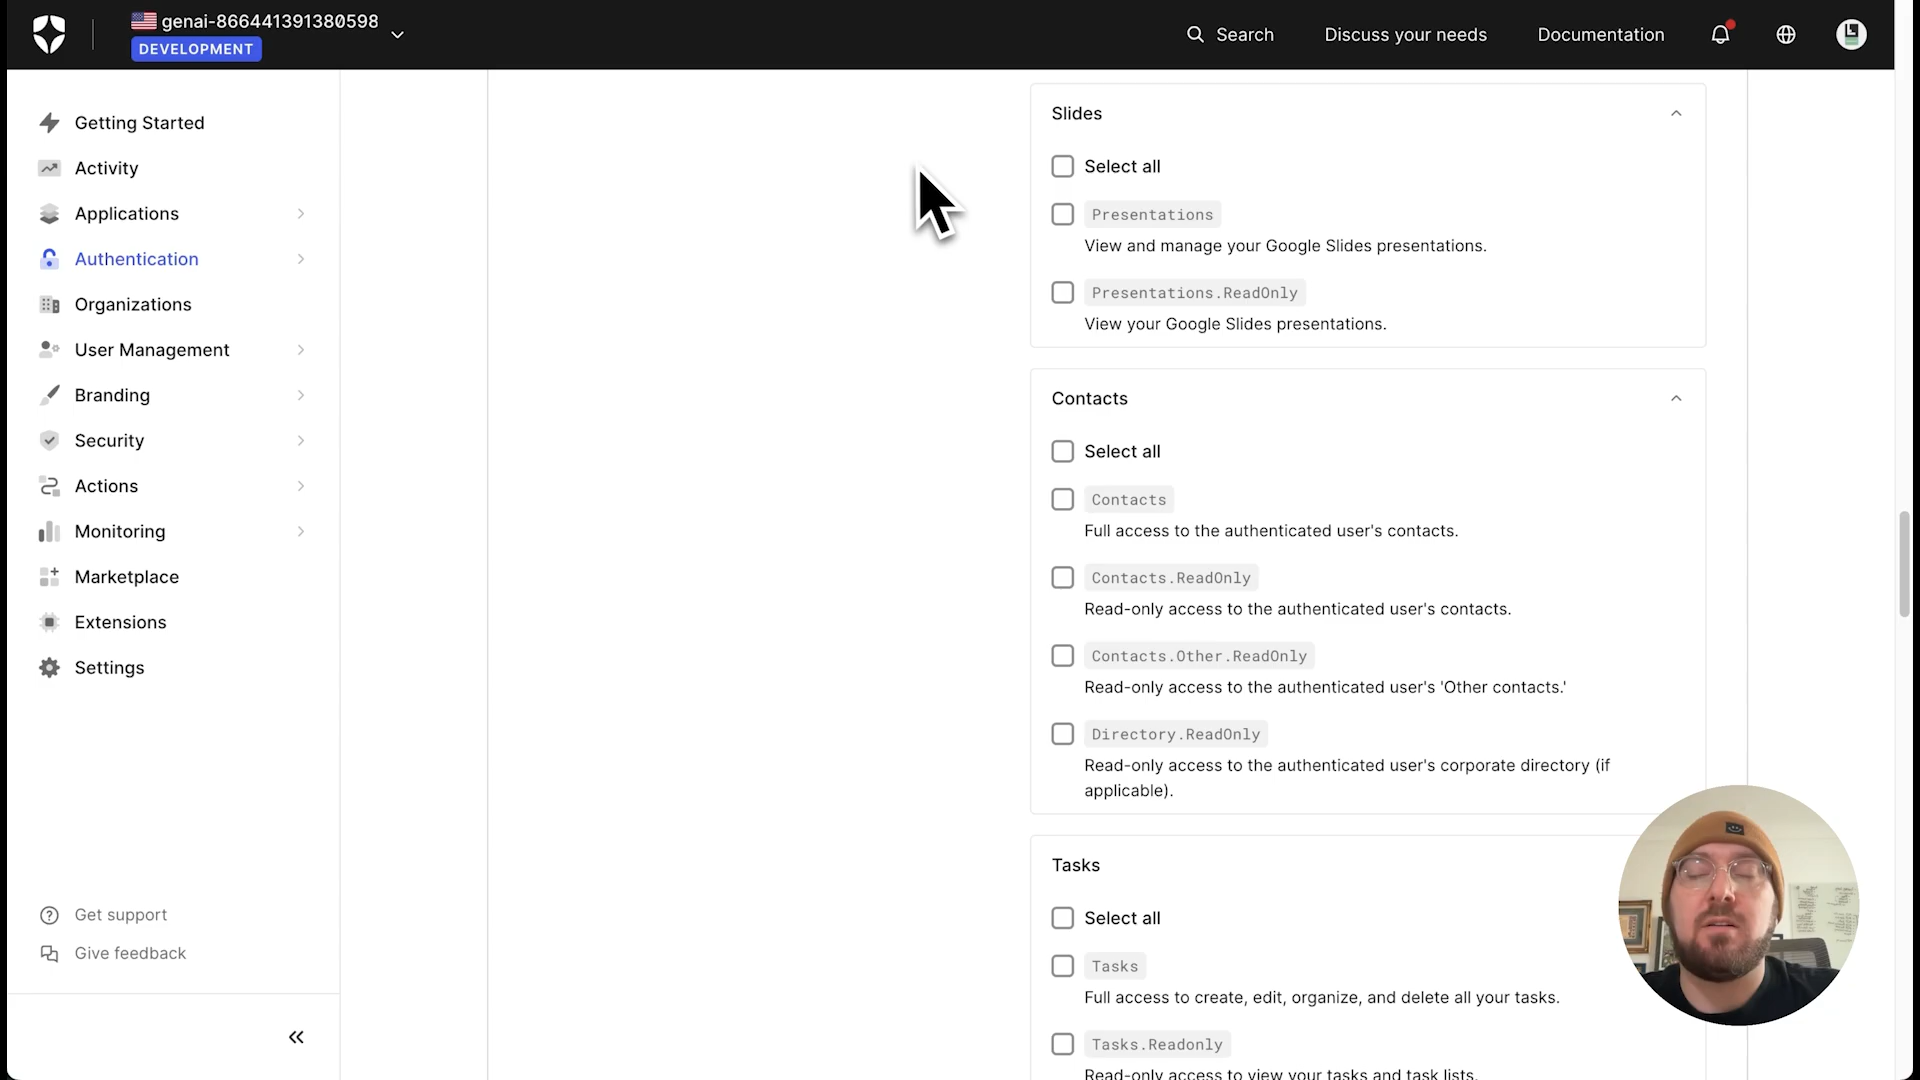 genai-866441391380598
DEVELOPMENT
Search
Discuss your needs
Documentation
Getting Started
Activity
Applications
Authentication
Organizations
User Management
Branding
Security
Actions
Monitoring
Marketplace
Extensions
Settings
Get support
Give feedback
Slides
Select all
Presentations
View and manage your Google Slides presentations.
Presentations.ReadOnly
View your Google Slides presentations.
Contacts
Select all
Contacts
Full access to the authenticated user's contacts.
Contacts.ReadOnly
Read-only access to the authenticated user's contacts.
Contacts.Other.ReadOnly
Read-only access to the authenticated user's 'Other contacts.'
Directory.ReadOnly
Read-only access to the authenticated user's corporate directory (if
applicable).
Tasks
Select all
Tasks
Full access to create, edit, organize, and delete all your tasks.
Tasks.Readonly
Read-only access to view your tasks and task lists.